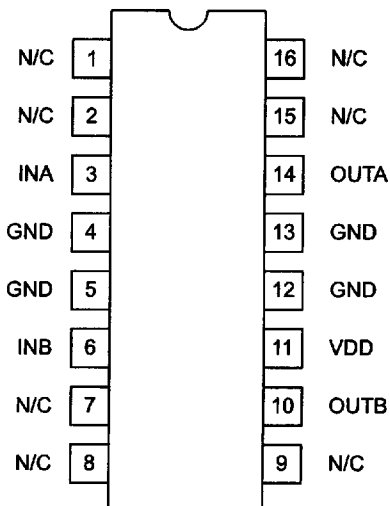 N/C 1 16 N/C
N/C 2 15 N/C
INA 3 14 OUTA
GND 4 13 GND
GND 5 12 GND
INB 6 11 VDD
N/C 7 10 OUTB
N/C 8 9 N/C